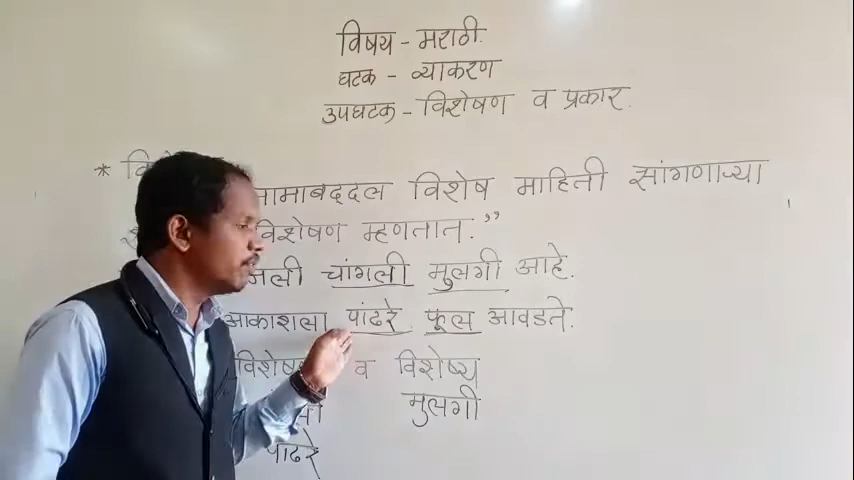 विषय - मराठी.
घटक - व्याकरण
उपघटक - विशेषण व प्रकार.
* नामाबद्दल विशेष माहिती सांगणाऱ्या
विशेषण म्हणतात."
चांगली मुलगी आहे.
आकाशला पांढरे फूल आवडते.
व विशेष्य
मुलगी
पांढरे